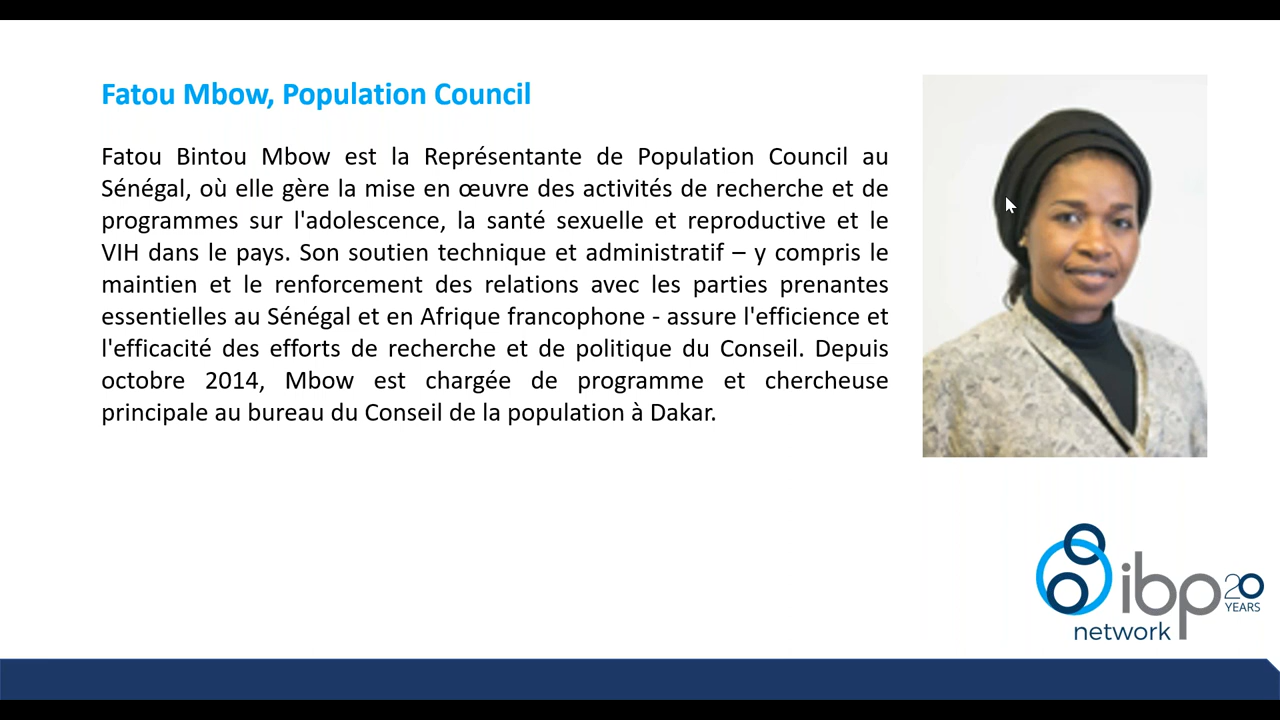 Fatou Mbow, Population Council
Fatou Bintou Mbow est la Représentante de Population Council au
Sénégal, où elle gère la mise en œuvre des activités de recherche et de
programmes sur l'adolescence, la santé sexuelle et reproductive et le
VIH dans le pays. Son soutien technique et administratif – y compris le
maintien et le renforcement des relations avec les parties prenantes
essentielles au Sénégal et en Afrique francophone - assure l'efficience et
l'efficacité des efforts de recherche et de politique du Conseil. Depuis
octobre 2014, Mbow est chargée de programme et chercheuse
principale au bureau du Conseil de la population à Dakar.
ibp 20
YEARS
network